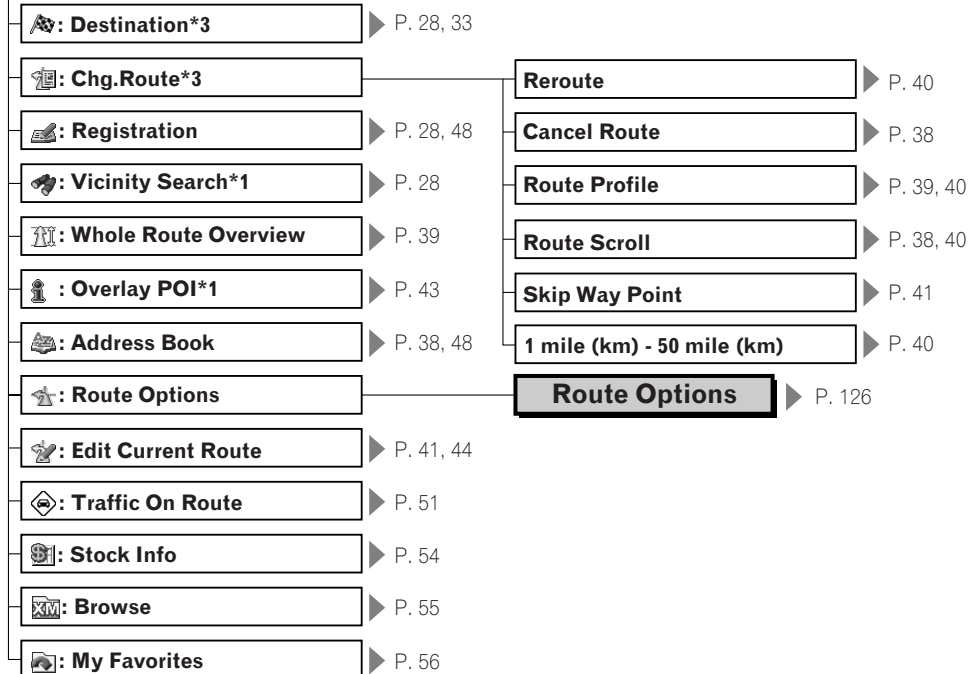 : Destination*3 P. 28, 33
: Chg.Route*3 Reroute P. 40
: Registration P. 28, 48 Cancel Route P. 38
: Vicinity Search*1 P. 28 Route Profile P. 39, 40
: Whole Route Overview P. 39 Route Scroll P. 38, 40
: Overlay POI*1 P. 43 Skip Way Point P. 41
: Address Book P. 38, 48 1 mile (km) - 50 mile (km) P. 40
: Route Options Route Options P. 126
: Edit Current Route P. 41, 44
: Traffic On Route P. 51
$ : Stock Info P. 54
XM : Browse P. 55
: My Favorites P. 56